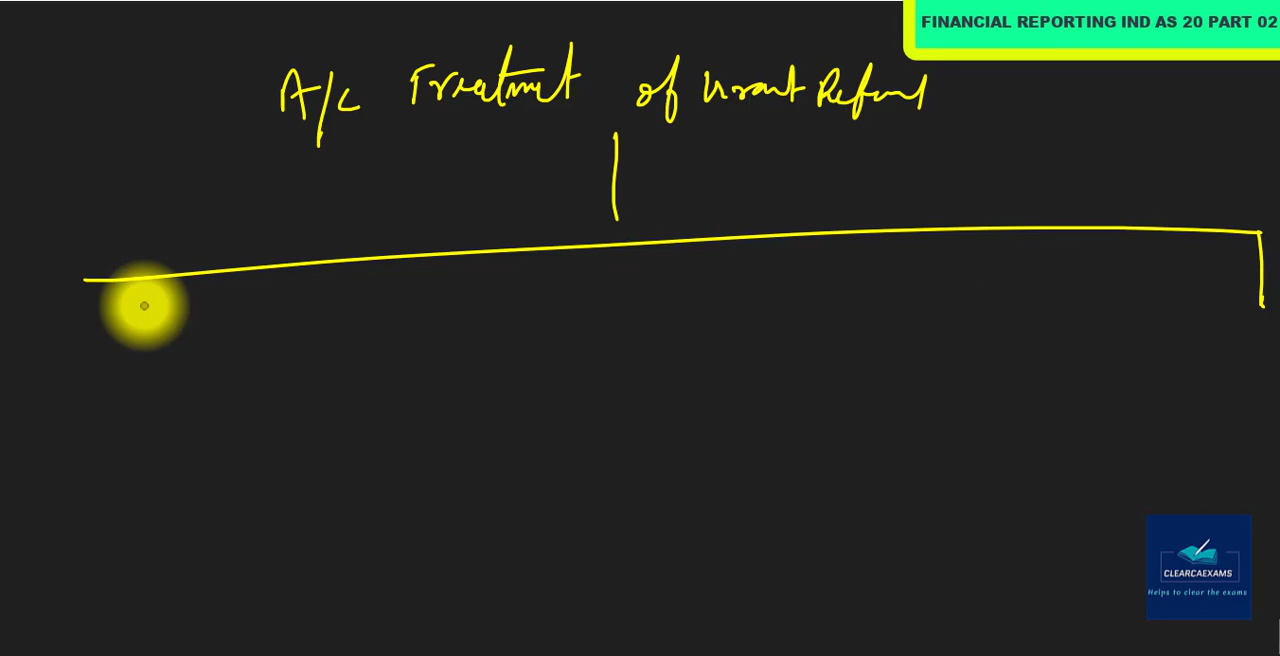 FINANCIAL REPORTING IND AS 20 PART 02
A/c Treatment of Grant Refund
CLEARCAEXAMS
Helps to clear the exams